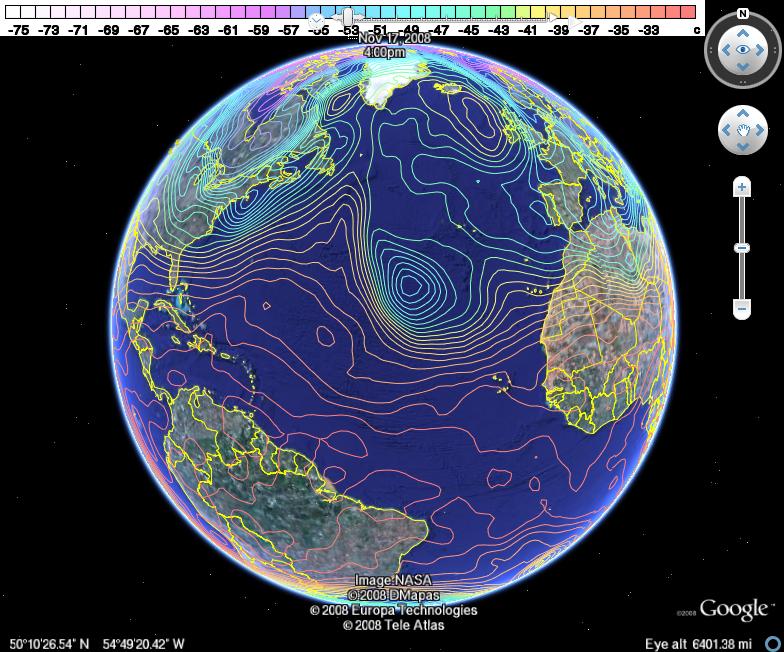 -75 -73 -71 -69 -67 -65 -63 -61 -59 -57 -55 -53 -51 -49 -47 -45 -43 -41 -39 -37 -35 -33 c
Nov 17, 2008
4:00pm
N
Image NASA
© 2008 DMapas
© 2008 Europa Technologies
© 2008 Tele Atlas
©2008 Google™
50°10'26.54" N 54°49'20.42" W
Eye alt 6401.38 mi